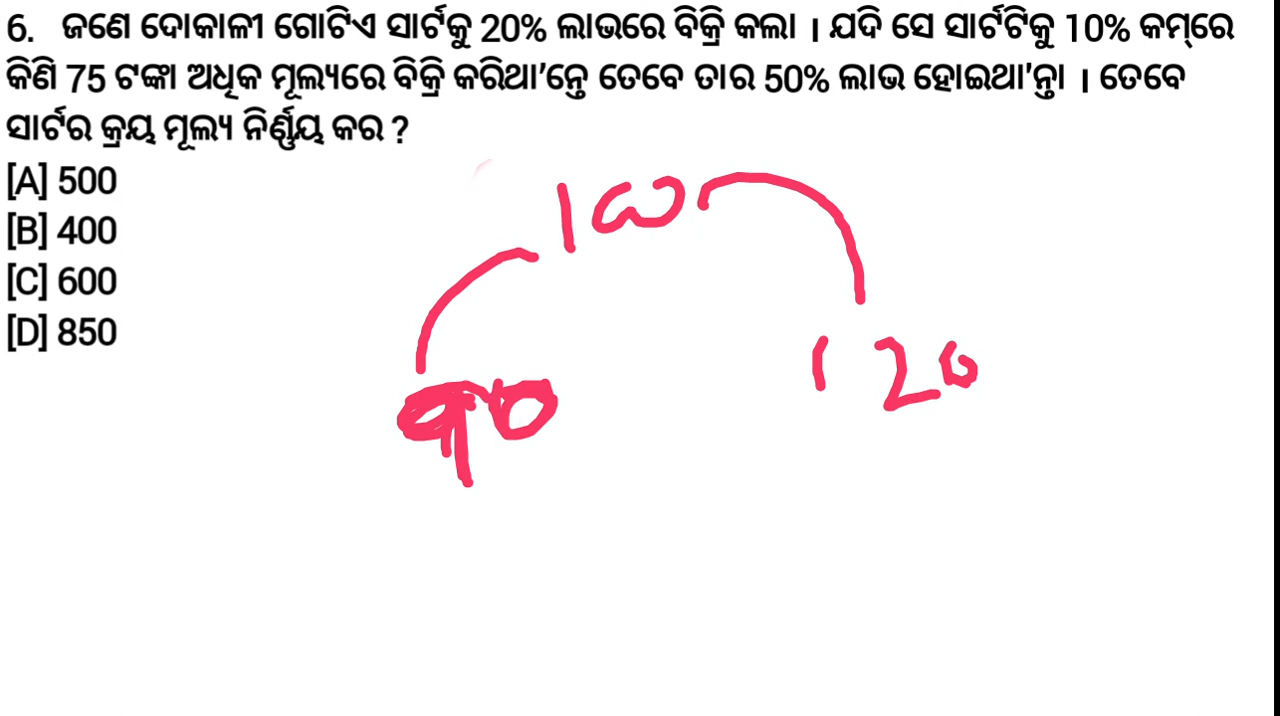 6. ଜଣେ ଦୋକାଳୀ ଗୋଟିଏ ସାର୍ଟକୁ 20% ଲାଭରେ ବିକ୍ରି କଲା । ଯଦି ସେ ସାର୍ଟଟିକୁ 10% କମ୍‌ରେ
କିଣି 75 ଟଙ୍କା ଅଧିକ ମୂଲ୍ୟରେ ବିକ୍ରି କରିଥା'ନ୍ତେ ତେବେ ତାର 50% ଲାଭ ହୋଇଥା'ନ୍ତା । ତେବେ
ସାର୍ଟର କ୍ରୟ ମୂଲ୍ୟ ନିର୍ଣ୍ଣୟ କର ?
[A] 500
[B] 400
[C] 600
[D] 850
100
120
90